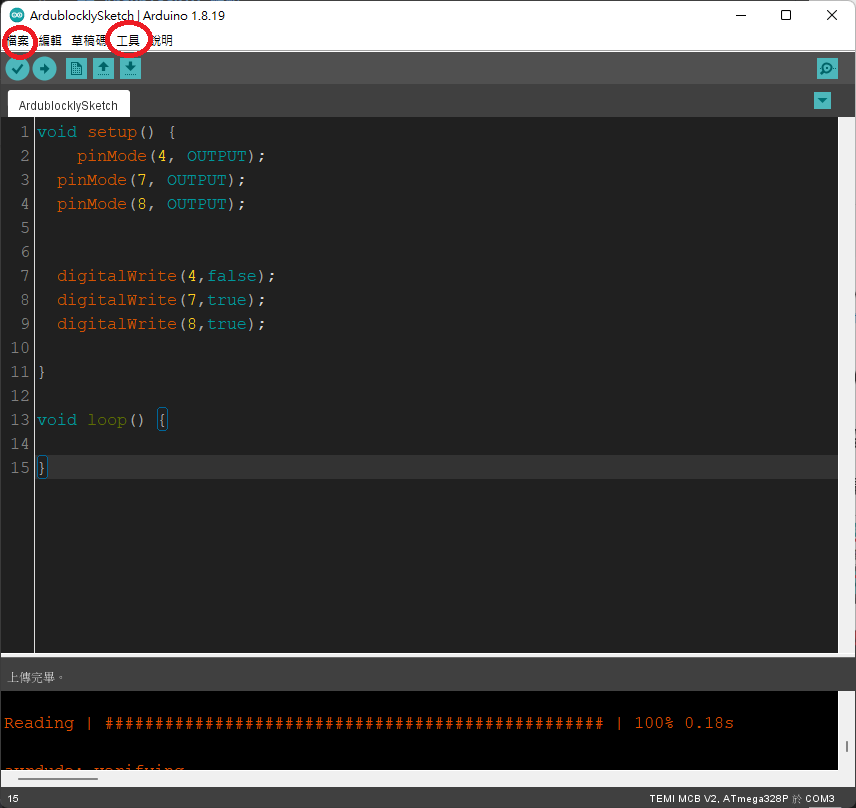 ArdublocklySketch | Arduino 1.8.19
檔案 編輯 草稿碼 工具 說明
ArdublocklySketch
1 void setup() {
2 pinMode(4, OUTPUT);
3 pinMode(7, OUTPUT);
4 pinMode(8, OUTPUT);
5
6
7 digitalWrite(4,false);
8 digitalWrite(7,true);
9 digitalWrite(8,true);
10
11 }
12
13 void loop() {
14
15 }
上傳完畢。
Reading | ################################################## | 100% 0.18s
avrdude: verifying
15 TEMI MCB V2, ATmega328P 於 COM3